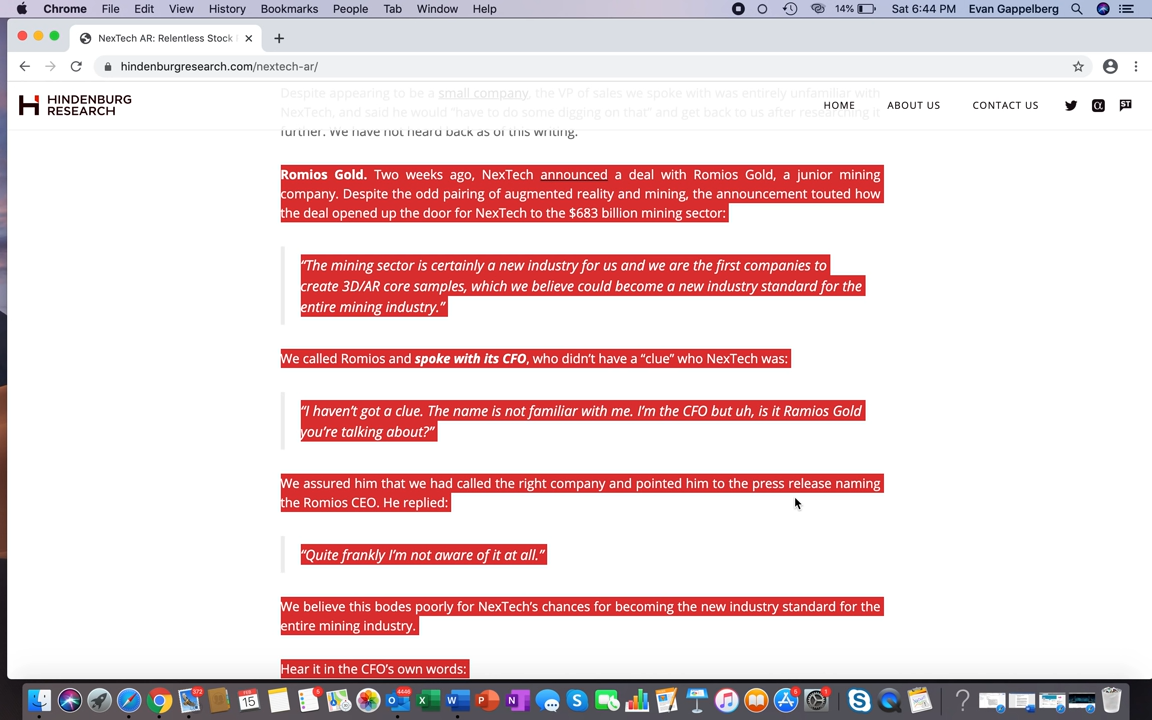 Chrome File Edit View History Bookmarks People Tab Window Help 14% Sat 6:44 PM Evan Gappelberg
NexTech AR: Relentless Stock
hindenburgresearch.com/nextech-ar/
HINDENBURG
RESEARCH
HOME ABOUT US CONTACT US
Despite appearing to be a small company, the VP of sales we spoke with was entirely unfamiliar with
NexTech, and said he would “have to do some digging on that” and get back to us after researching it
further. We have not heard back as of this writing.
Romios Gold. Two weeks ago, NexTech announced a deal with Romios Gold, a junior mining
company. Despite the odd pairing of augmented reality and mining, the announcement touted how
the deal opened up the door for NexTech to the $683 billion mining sector:
“The mining sector is certainly a new industry for us and we are the first companies to
create 3D/AR core samples, which we believe could become a new industry standard for the
entire mining industry.”
We called Romios and spoke with its CFO, who didn’t have a “clue” who NexTech was:
“I haven’t got a clue. The name is not familiar with me. I’m the CFO but uh, is it Ramios Gold
you’re talking about?”
We assured him that we had called the right company and pointed him to the press release naming
the Romios CEO. He replied:
“Quite frankly I’m not aware of it at all.”
We believe this bodes poorly for NexTech’s chances for becoming the new industry standard for the
entire mining industry.
Hear it in the CFO’s own words: